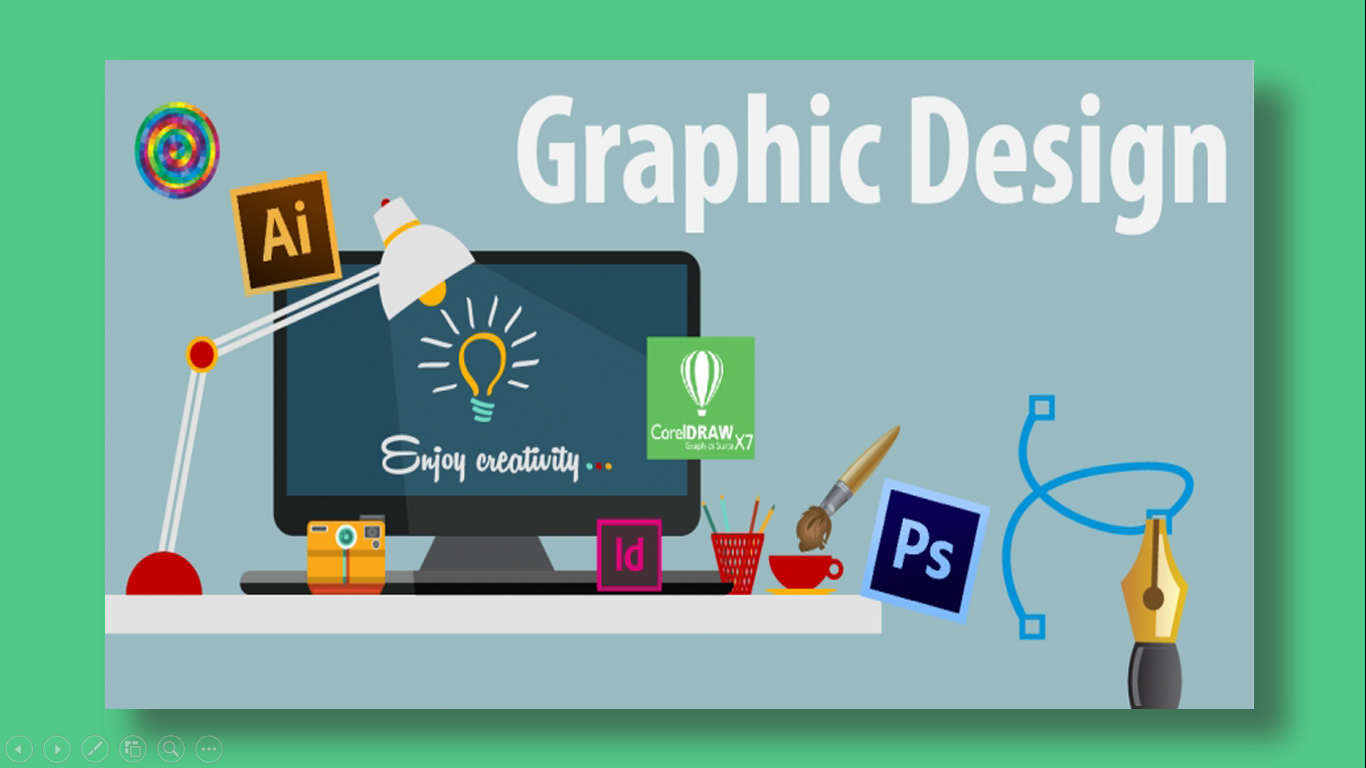 Graphic Design
Ai
Enjoy creativity...
CorelDRAW
Graphics Suite X7
Id
Ps